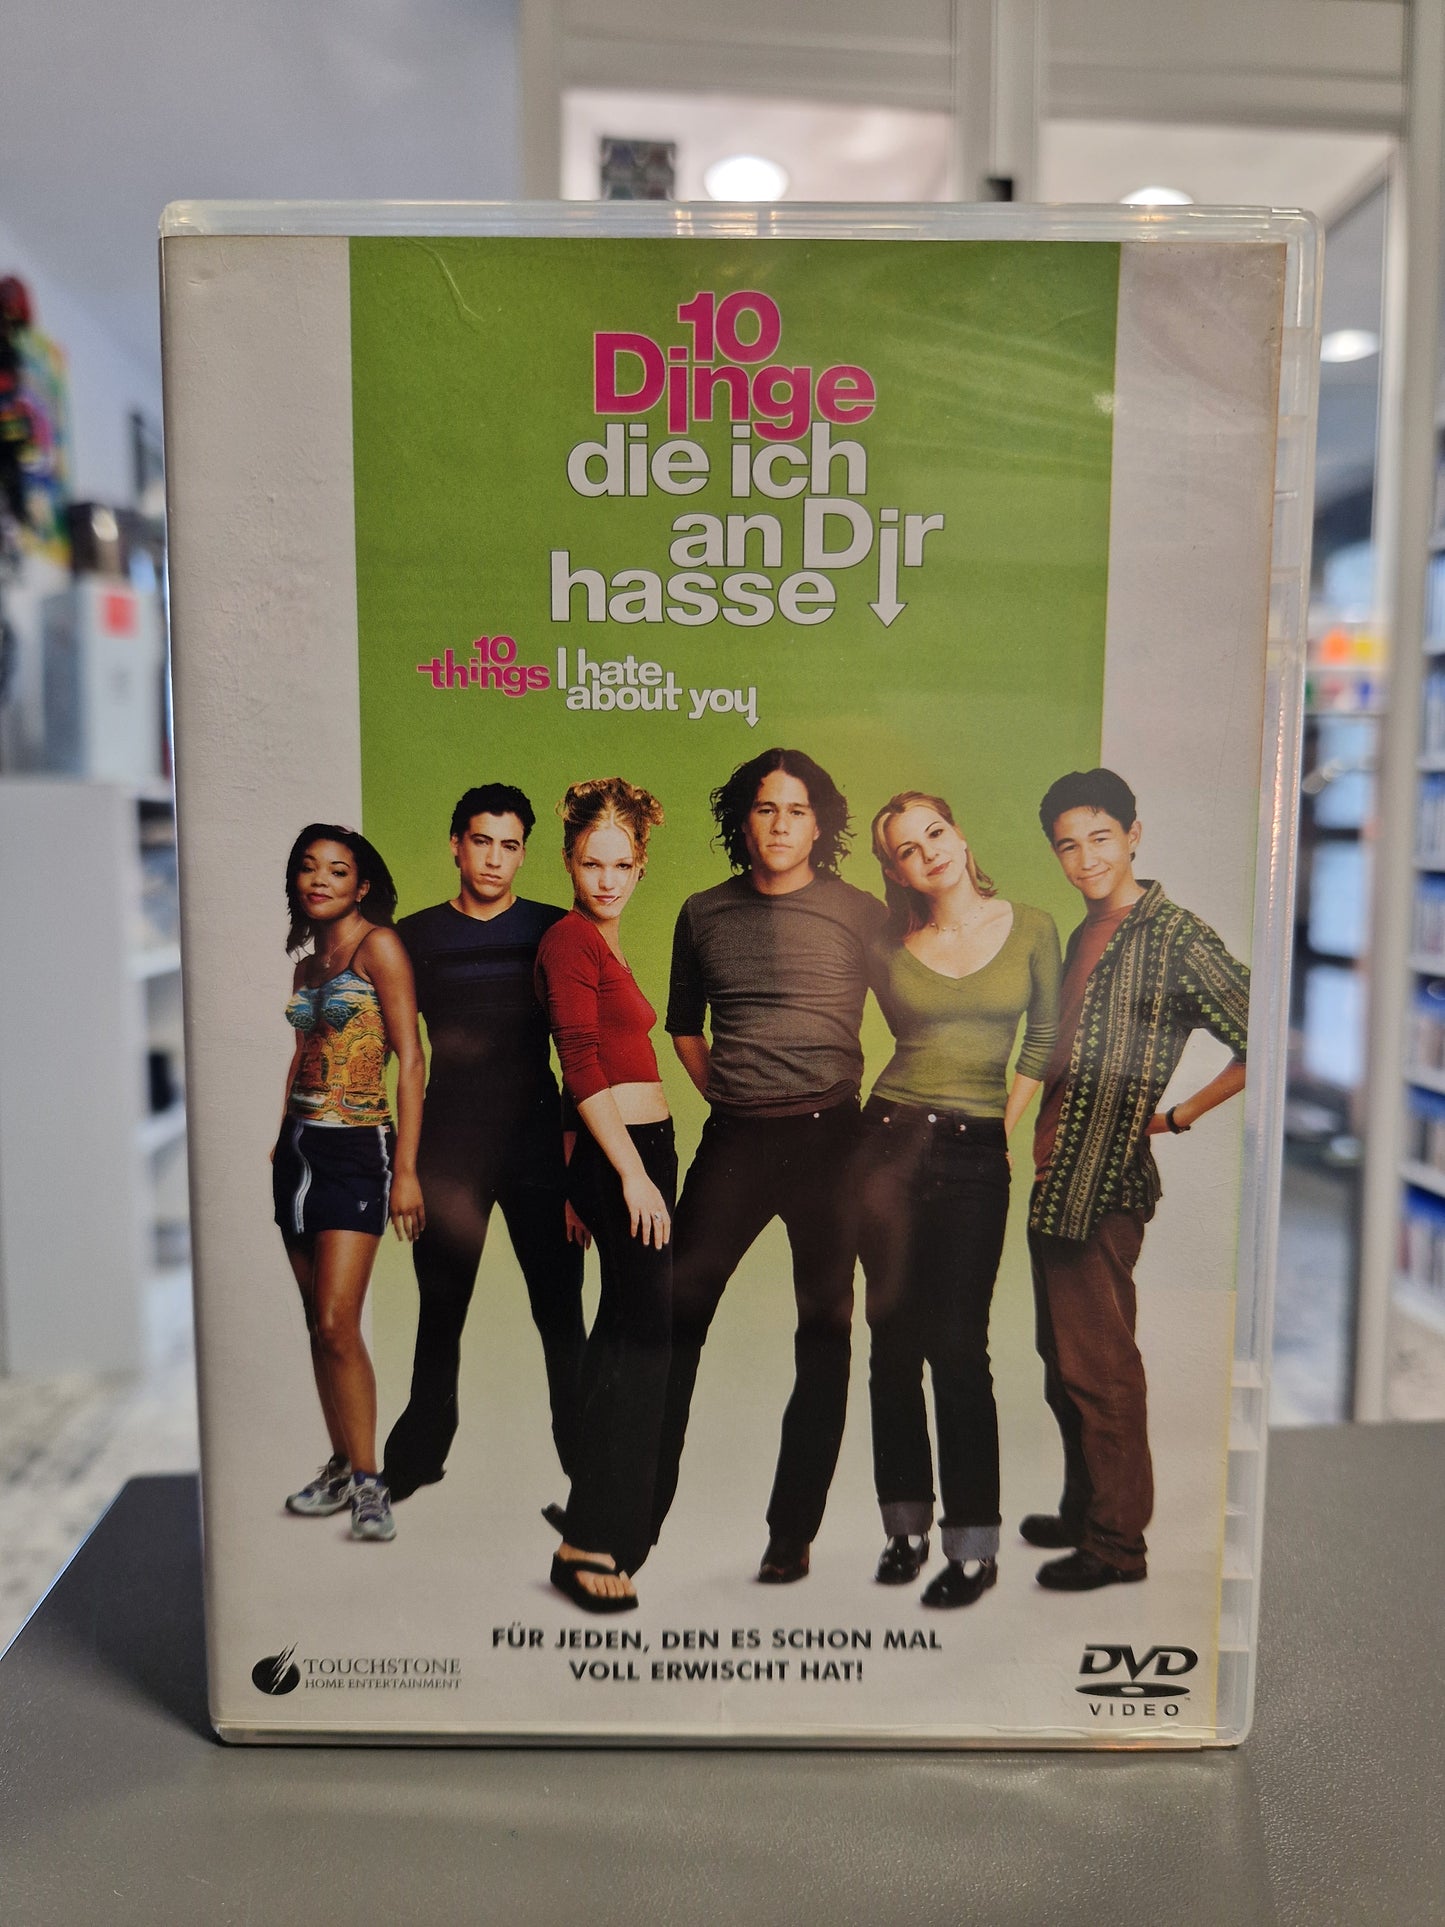 10
Dinge
die ich
an Dir
hasse
10
things I hate
about you
FÜR JEDEN, DEN ES SCHON MAL
VOLL ERWISCHT HAT!
TOUCHSTONE
HOME ENTERTAINMENT
DVD
VIDEO